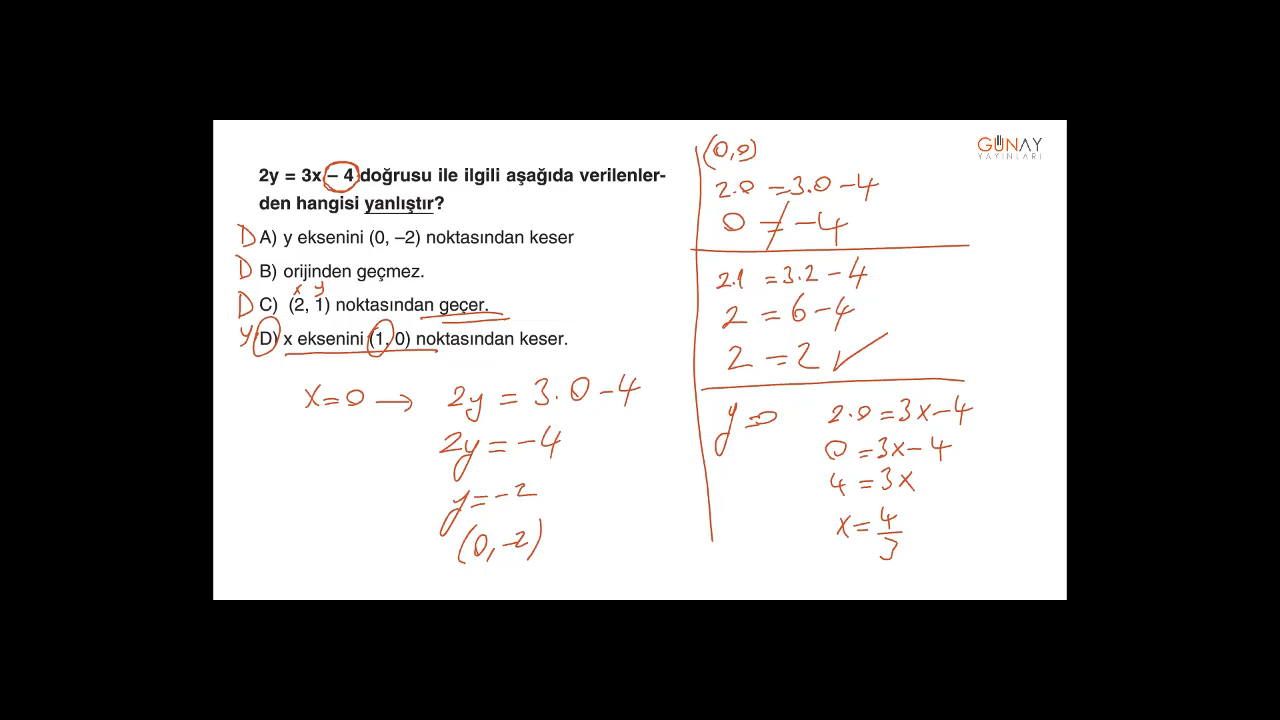 2y = 3x – 4 doğrusu ile ilgili aşağıda verilenler-
den hangisi yanlıştır?
D A) y eksenini (0, –2) noktasından keser
D B) orijinden geçmez.
x y
D C) (2, 1) noktasından geçer.
Y D) x eksenini (1, 0) noktasından keser.
x=0 → 2y = 3.0-4
2y = -4
y = -2
(0,-2)
GÜNAY
YAYINLARI
(0,0)
2.0 = 3.0-4
0 ≠ -4
2.1 = 3.2-4
2 = 6-4
2 = 2 ✓
y=0 2.0 = 3x-4
0 = 3x-4
4 = 3x
x = 4/3